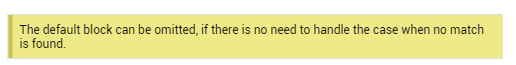 The default block can be omitted, if there is no need to handle the case when no match
is found.